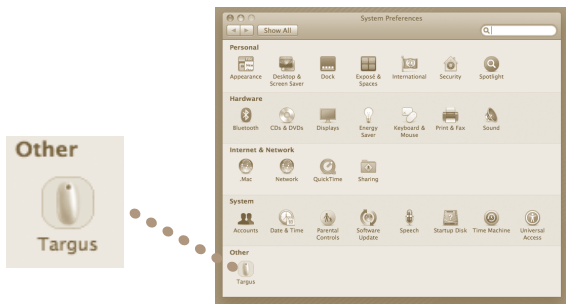 Other
Targus
System Preferences
Show All
Personal
Appearance
Desktop &
Screen Saver
Dock
Exposé &
Spaces
International
Security
Spotlight
Hardware
Bluetooth
CDs & DVDs
Displays
Energy
Saver
Keyboard &
Mouse
Print & Fax
Sound
Internet & Network
.Mac
Network
QuickTime
Sharing
System
Accounts
Date & Time
Parental
Controls
Software
Update
Speech
Startup Disk
Time Machine
Universal
Access
Other
Targus